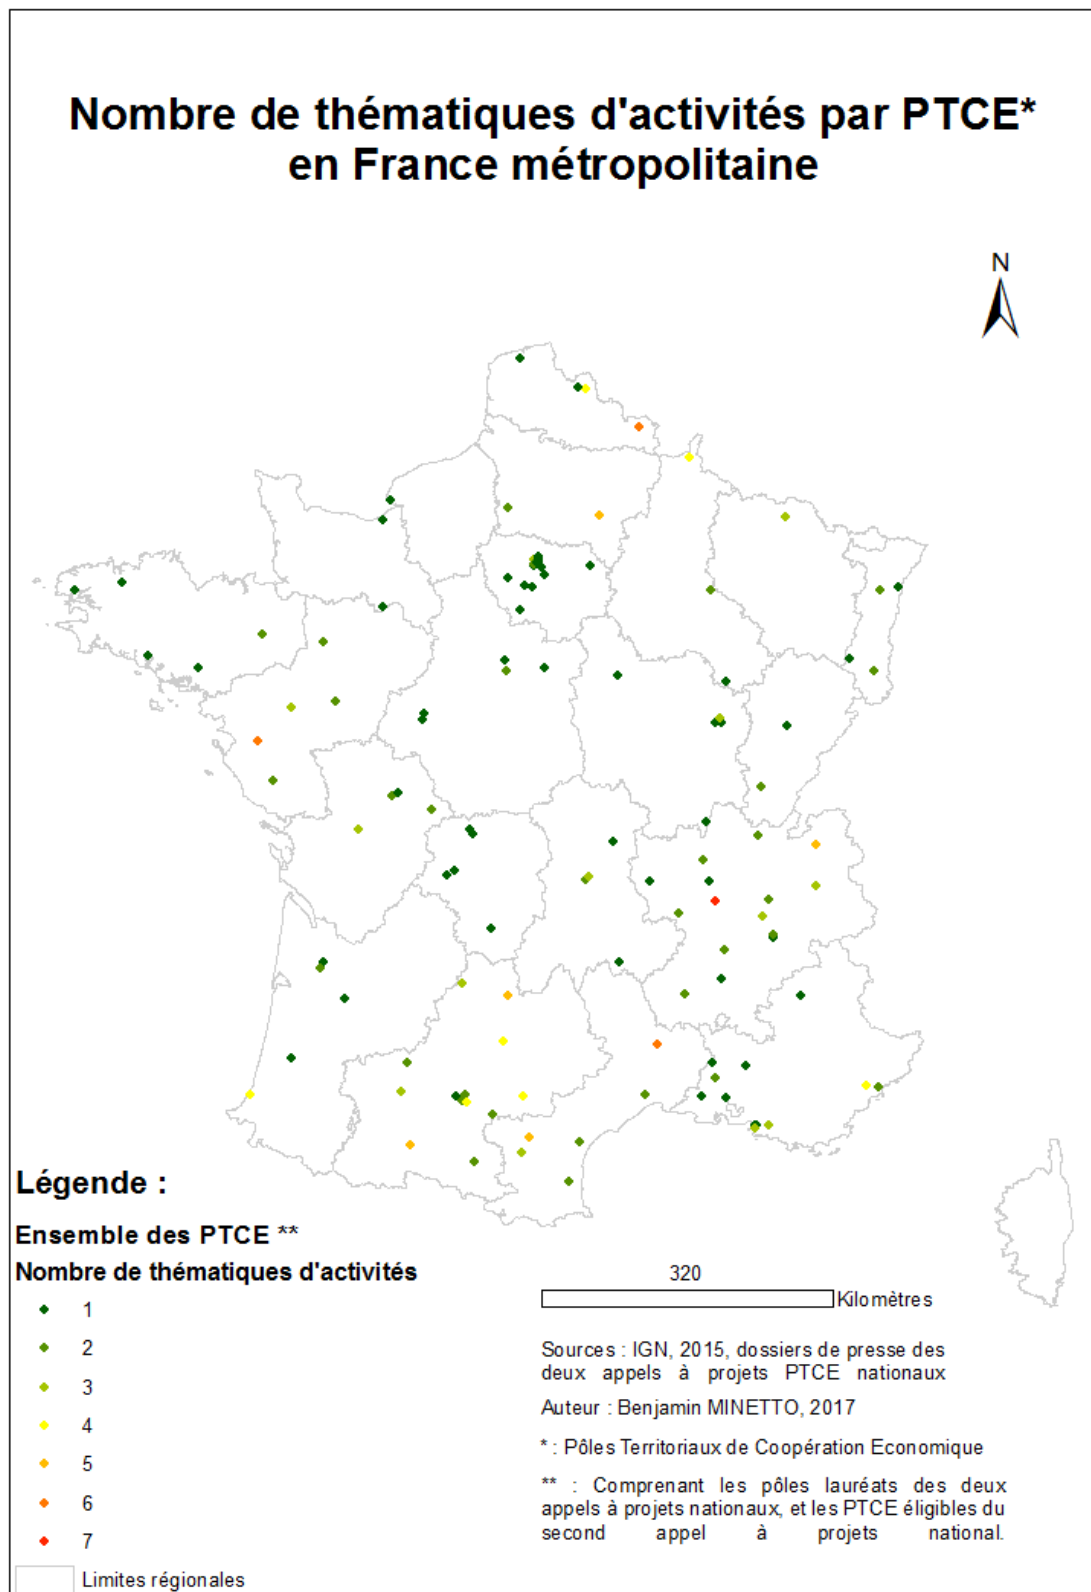 Nombre de thématiques d'activités par PTCE*
en France métropolitaine
N
Légende :
Ensemble des PTCE **
Nombre de thématiques d'activités
1
2
3
4
5
6
7
Limites régionales
320
Kilomètres
Sources : IGN, 2015, dossiers de presse des
deux appels à projets PTCE nationaux
Auteur : Benjamin MINETTO, 2017
* : Pôles Territoriaux de Coopération Economique
** : Comprenant les pôles lauréats des deux
appels à projets nationaux, et les PTCE éligibles du
second appel à projets national.